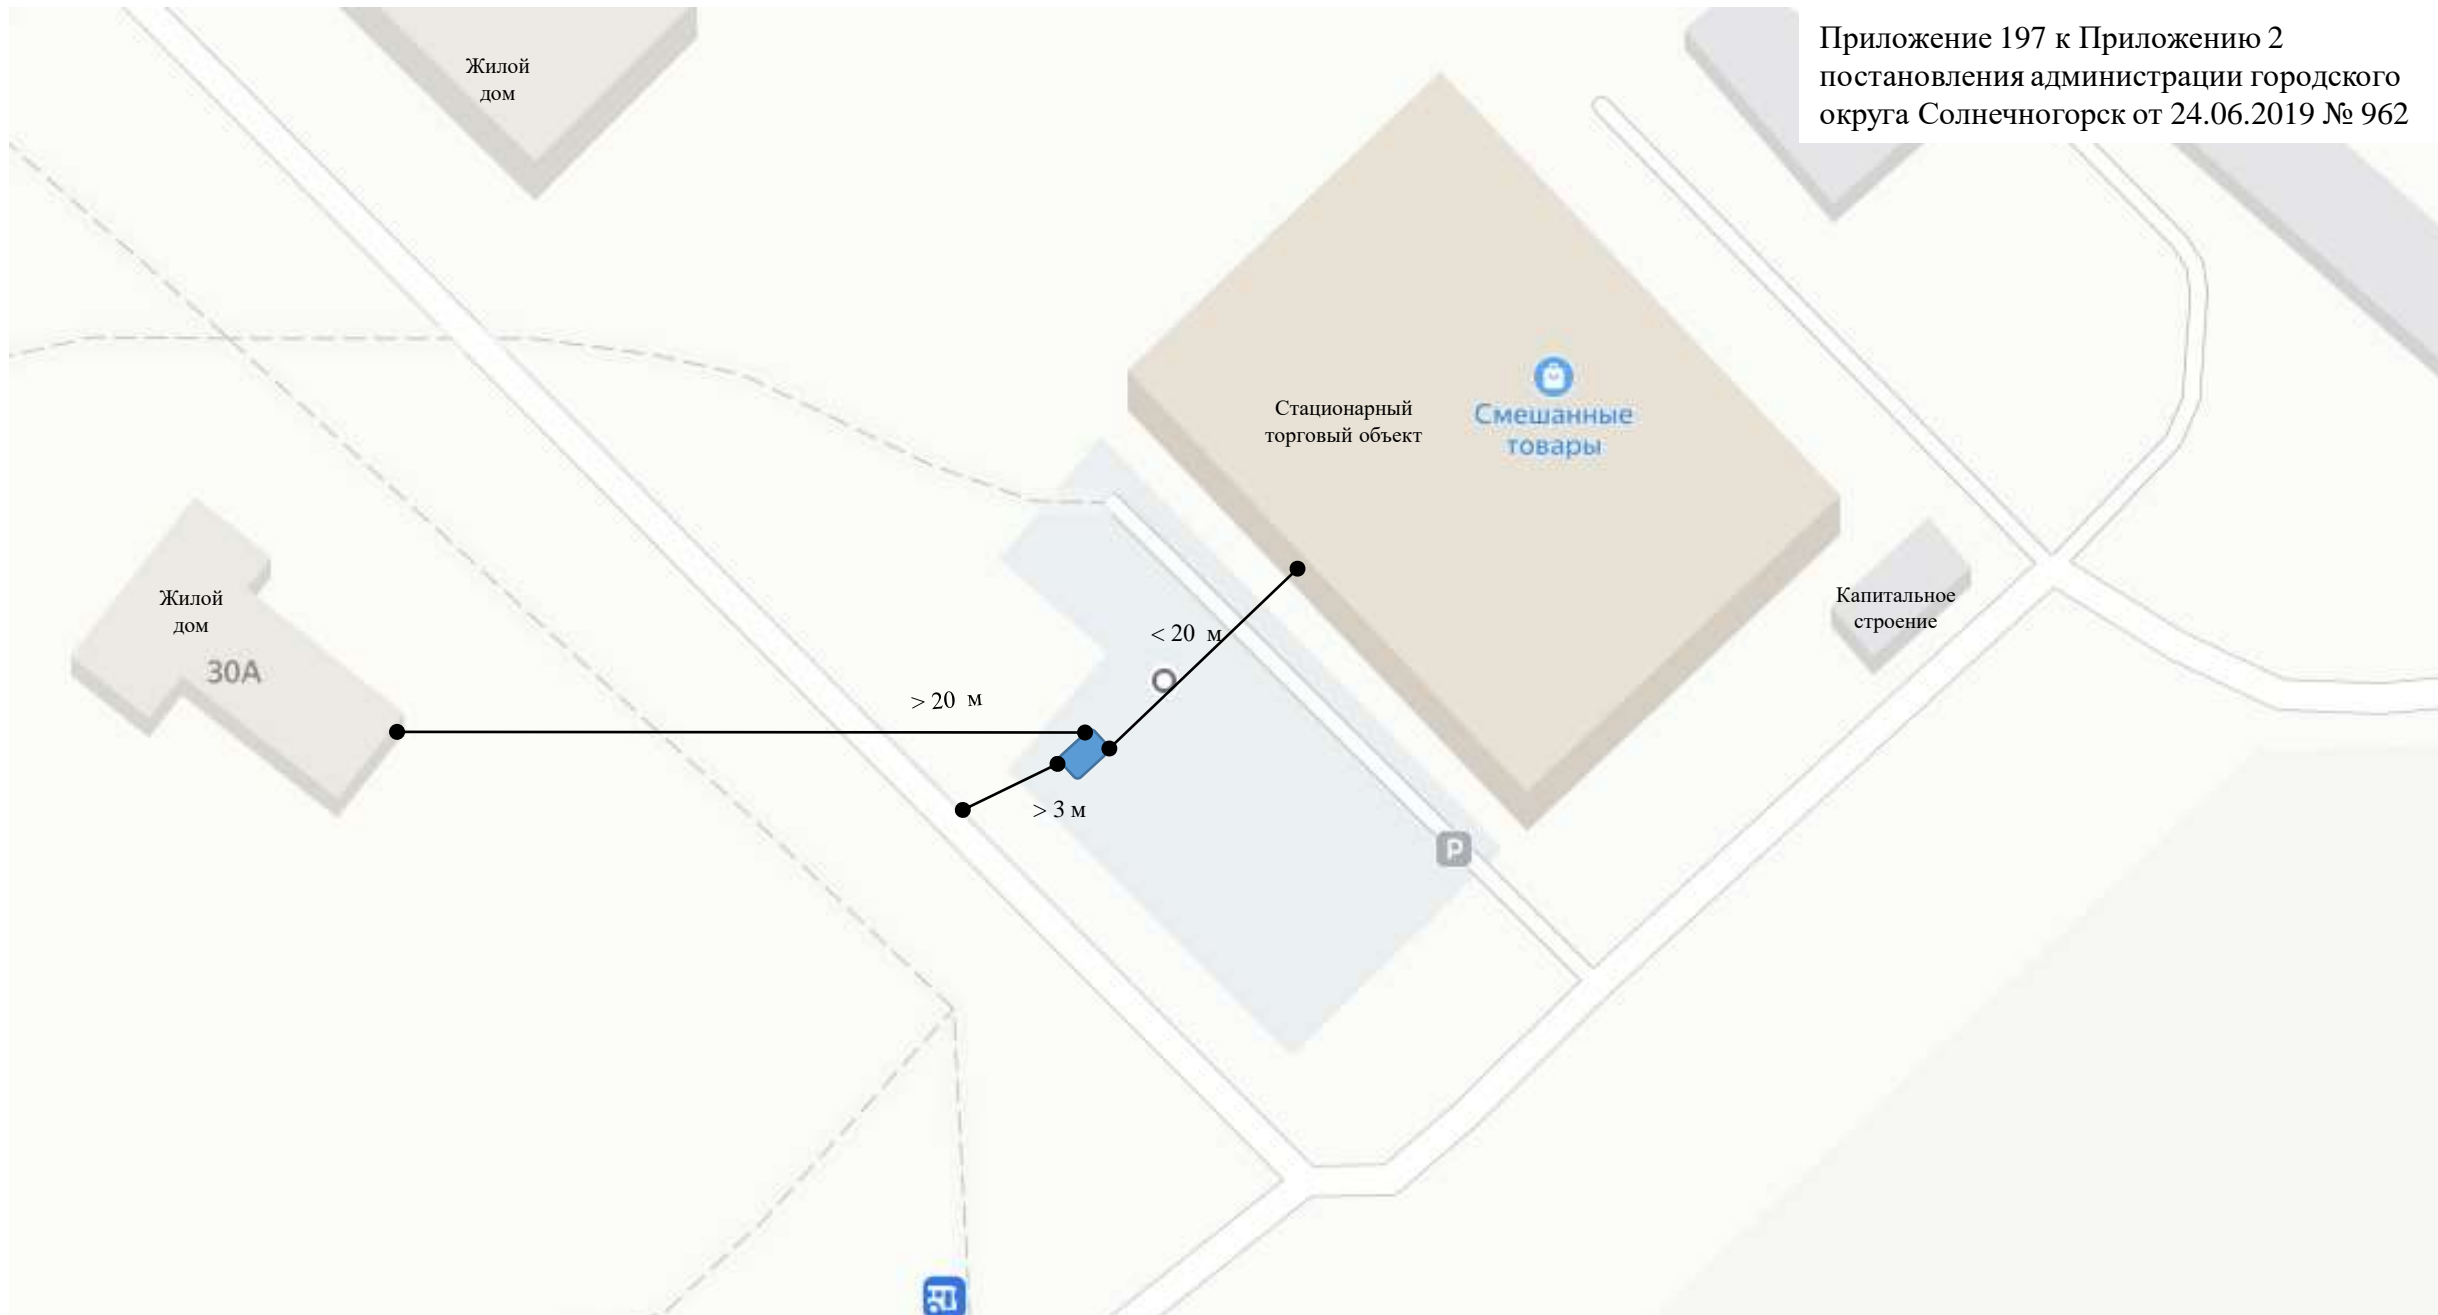 Приложение 197 к Приложению 2
постановления администрации городского
округа Солнечногорск от 24.06.2019 № 962
Жилой
дом
Стационарный
торговый объект
Смешанные
товары
Жилой
дом
30А
Капитальное
строение
< 20 м
> 20 м
> 3 м
P